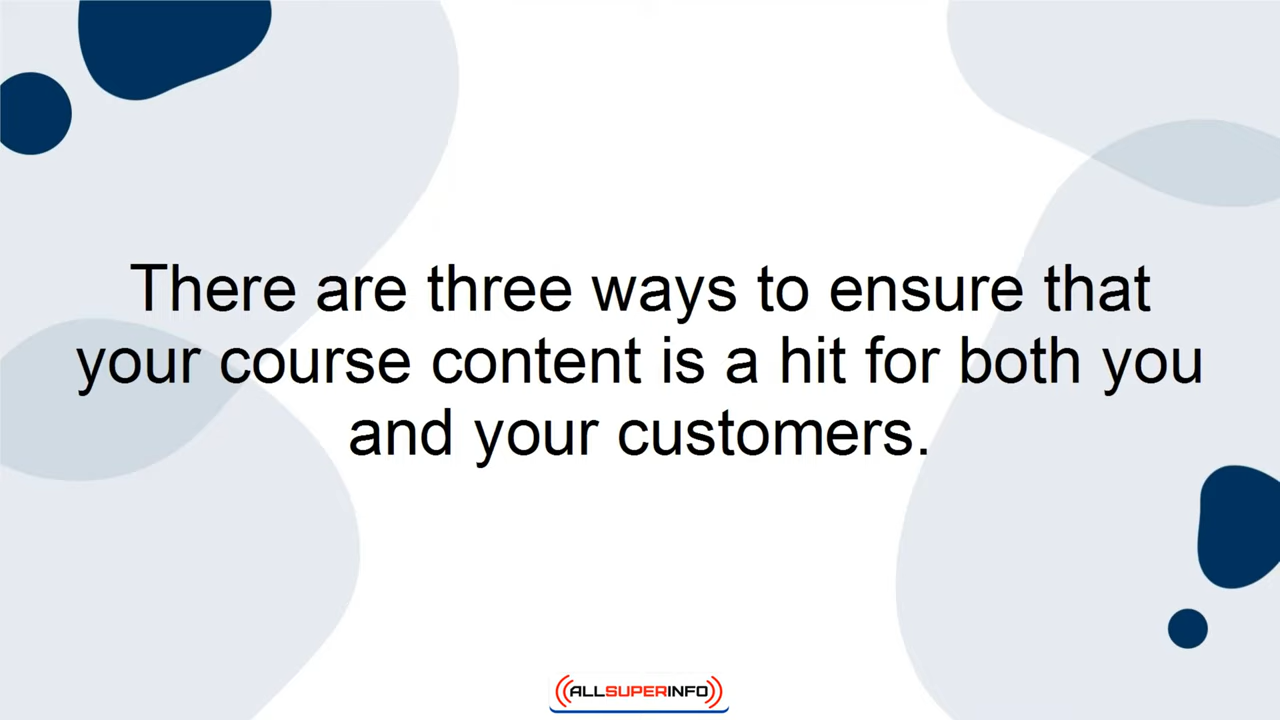 There are three ways to ensure that
your course content is a hit for both you
and your customers.
ALLSUPERINFO